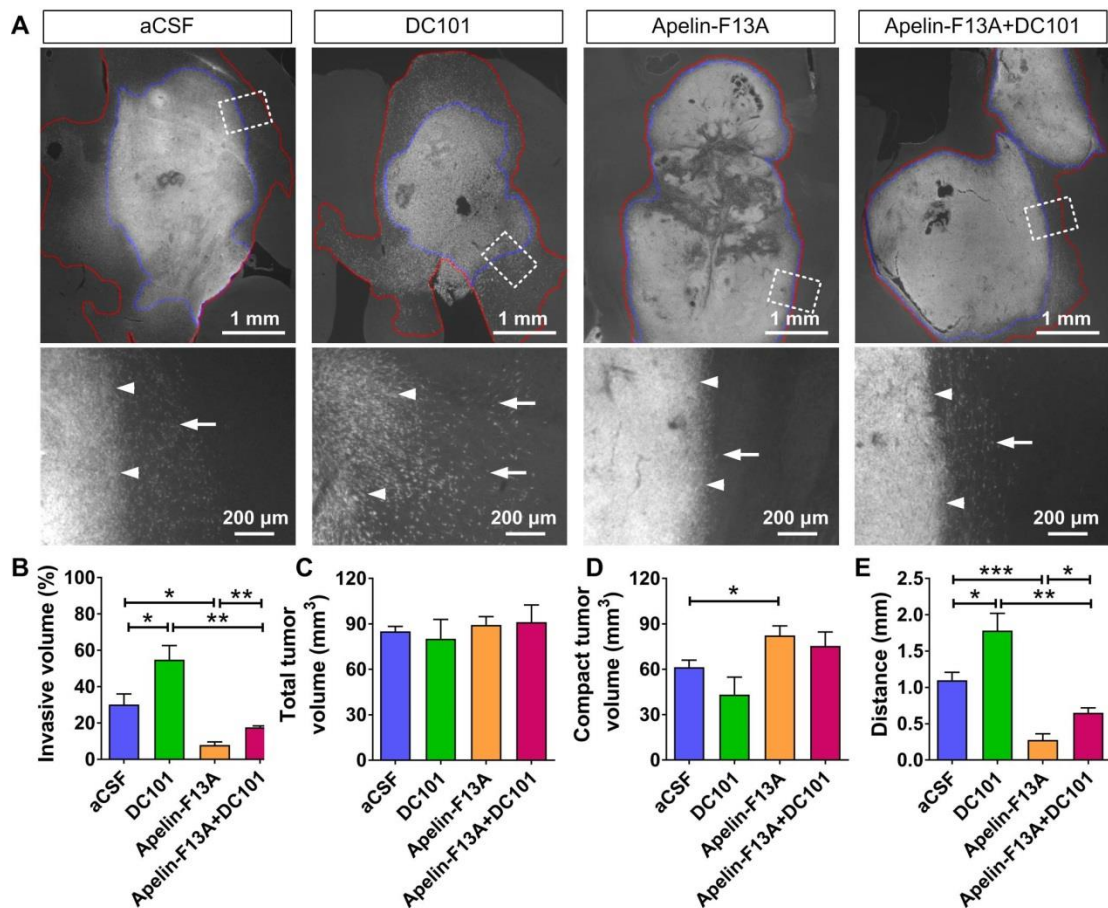 A
aCSF
DC101
Apelin-F13A
Apelin-F13A+DC101
1 mm
1 mm
1 mm
1 mm
200 µm
200 µm
200 µm
200 µm
B
Invasive volume (%)
100
80
60
40
20
0
*
**
*
**
aCSF
DC101
Apelin-F13A
Apelin-F13A+DC101
C
Total tumor
volume (mm³)
120
90
60
30
0
aCSF
DC101
Apelin-F13A
Apelin-F13A+DC101
D
Compact tumor
volume (mm³)
120
90
60
30
0
*
aCSF
DC101
Apelin-F13A
Apelin-F13A+DC101
E
Distance (mm)
2.5
2.0
1.5
1.0
0.5
0.0
***
*
*
**
aCSF
DC101
Apelin-F13A
Apelin-F13A+DC101